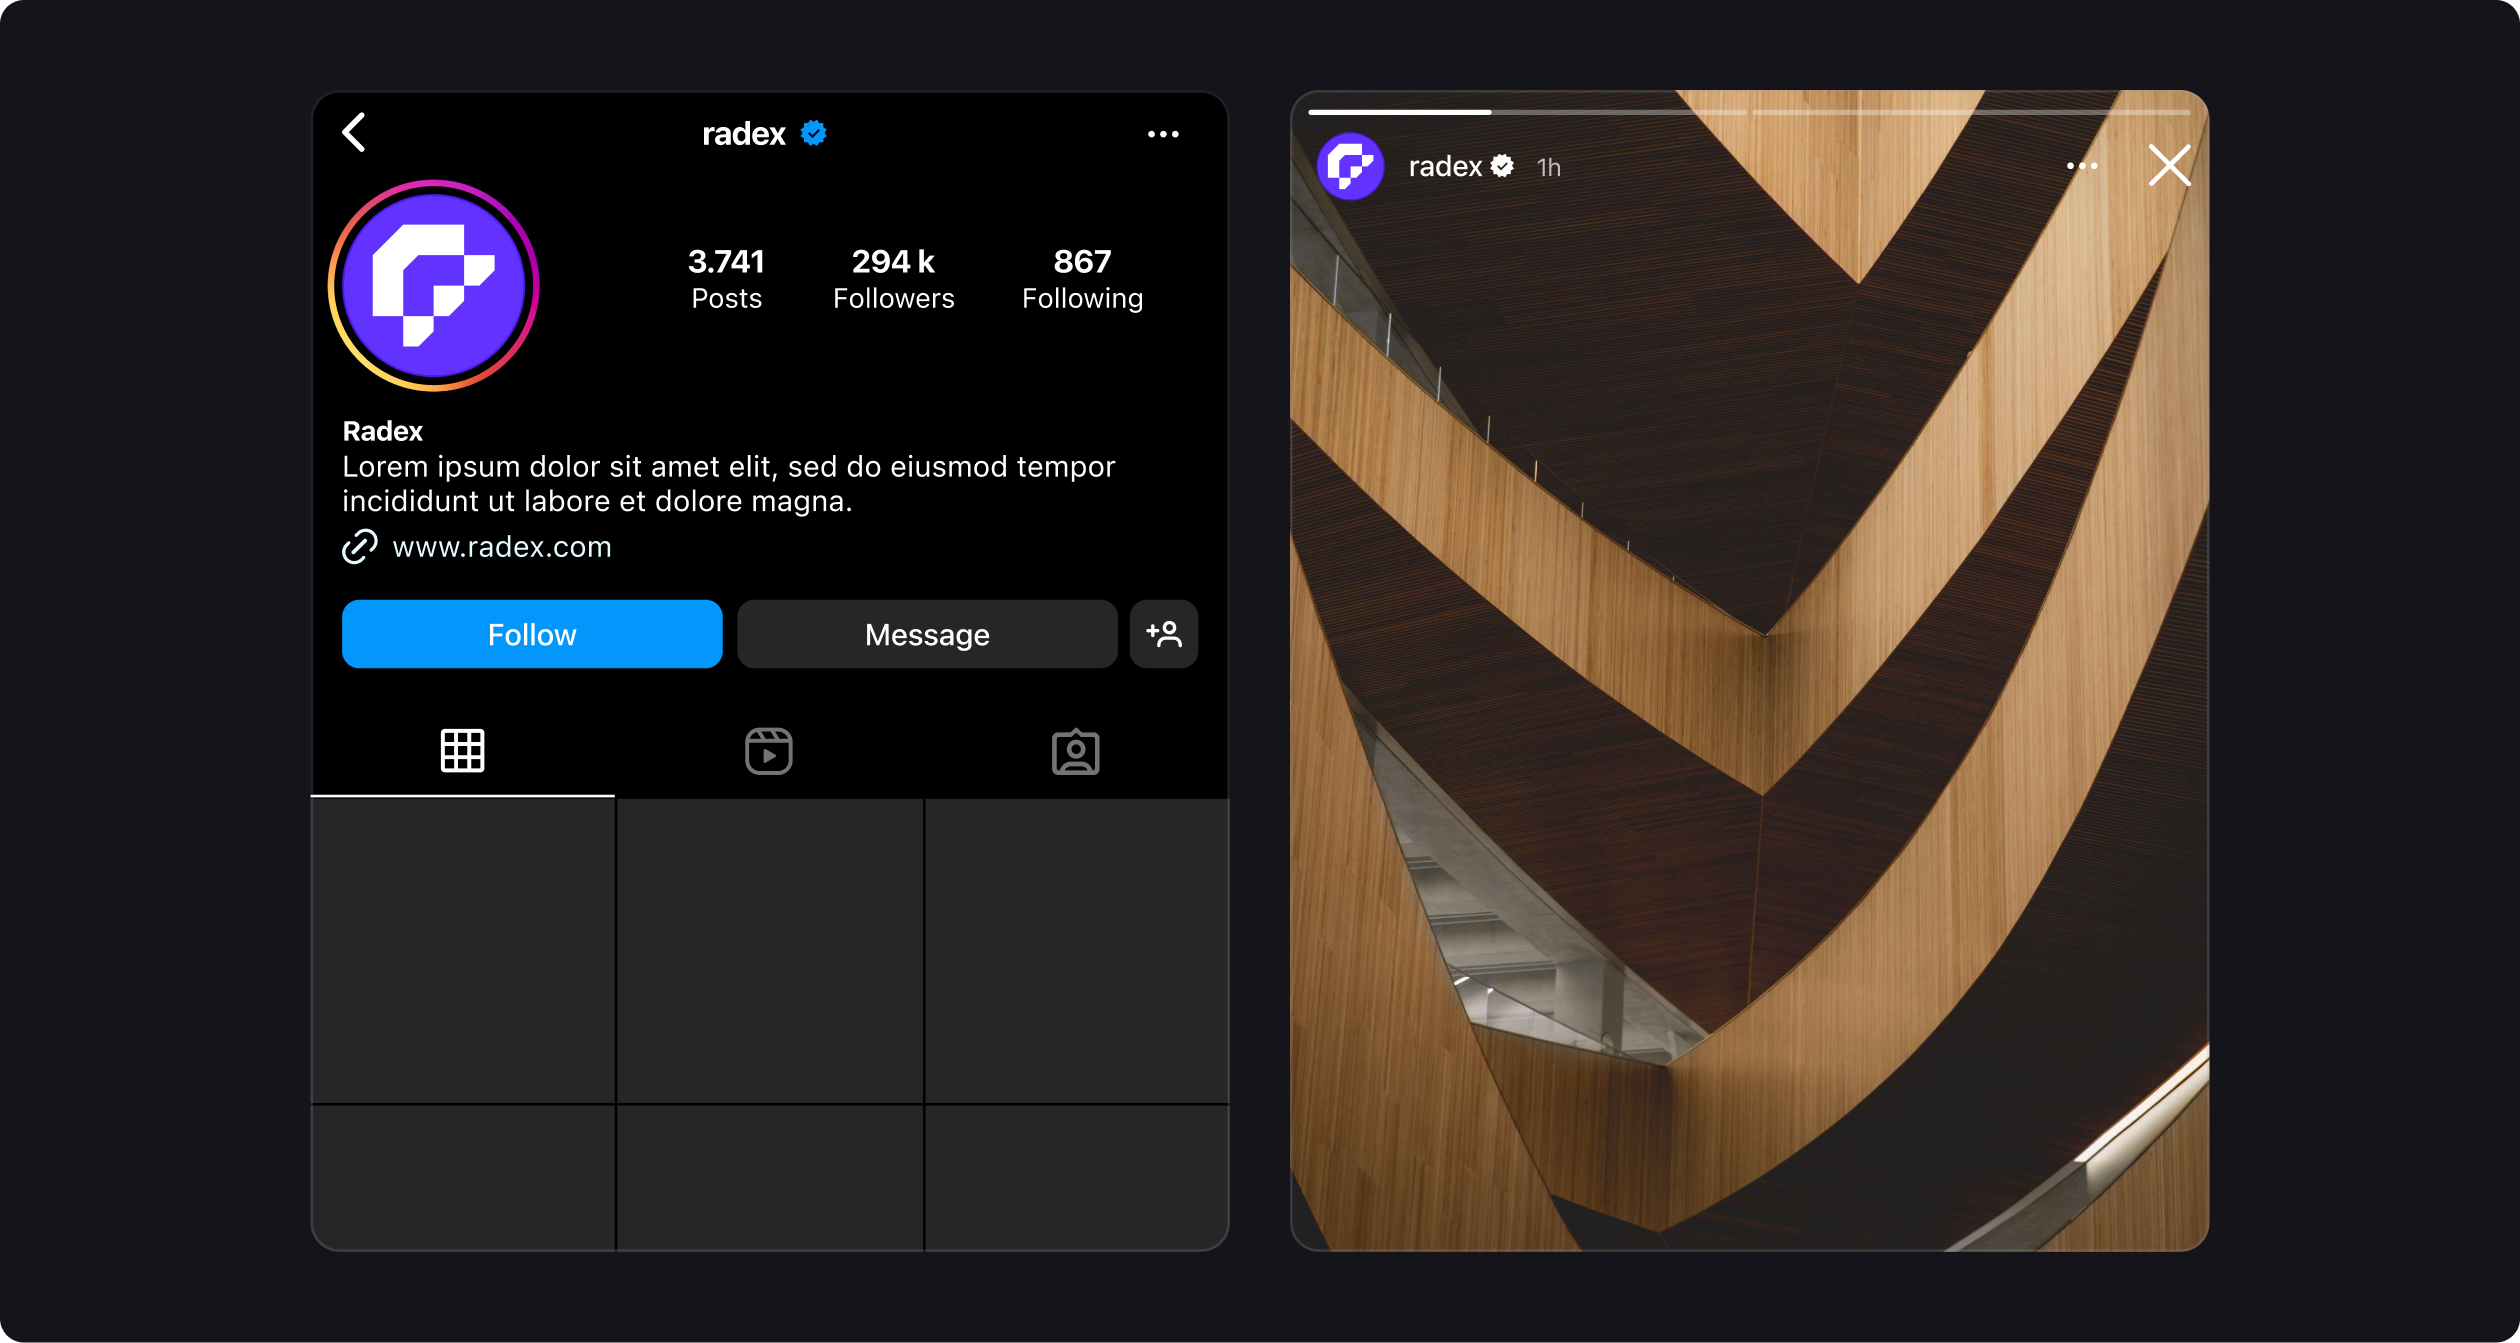 radex
3.741 294 k 867
Posts Followers Following
Radex
Lorem ipsum dolor sit amet elit, sed do eiusmod tempor
incididunt ut labore et dolore magna.
www.radex.com
Follow Message
radex 1h